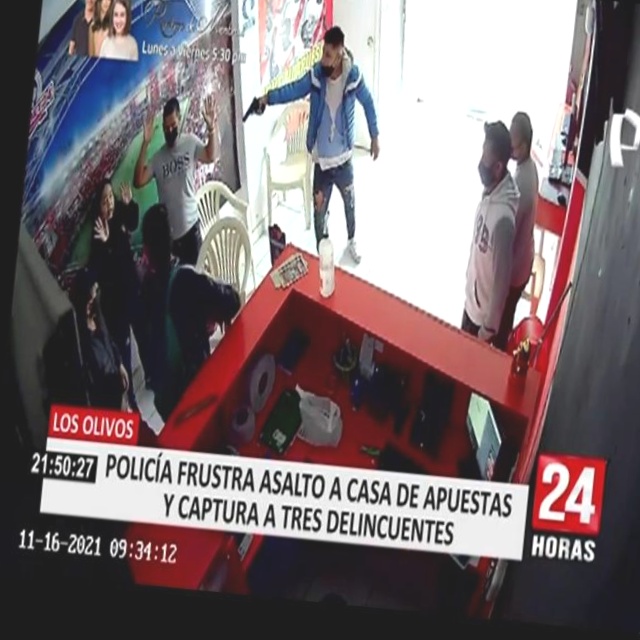 Lunes a viernes 5:30 pm
BOSS
LOS OLIVOS
21:50:27
POLICÍA FRUSTRA ASALTO A CASA DE APUESTAS
Y CAPTURA A TRES DELINCUENTES
24
HORAS
11-16-2021 09:34:12
P